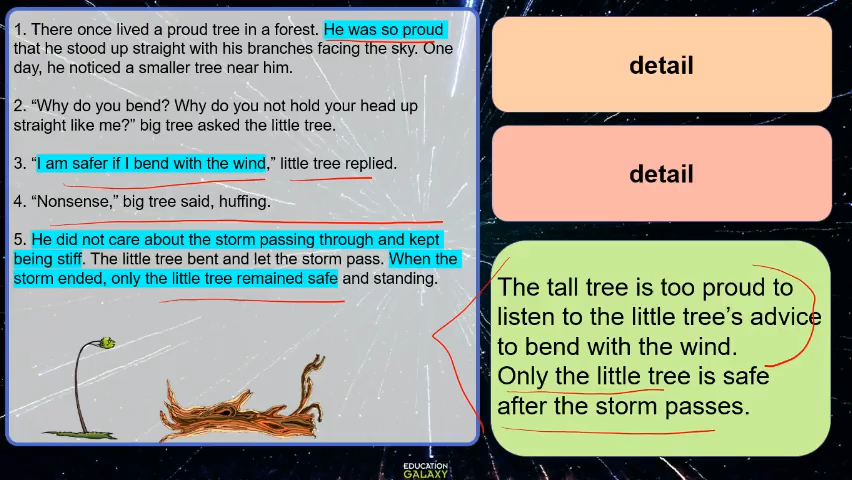 1. There once lived a proud tree in a forest. He was so proud
that he stood up straight with his branches facing the sky. One
day, he noticed a smaller tree near him.
2. “Why do you bend? Why do you not hold your head up
straight like me?” big tree asked the little tree.
3. “I am safer if I bend with the wind,” little tree replied.
4. “Nonsense,” big tree said, huffing.
5. He did not care about the storm passing through and kept
being stiff. The little tree bent and let the storm pass. When the
storm ended, only the little tree remained safe and standing.
detail
detail
The tall tree is too proud to
listen to the little tree’s advice
to bend with the wind.
Only the little tree is safe
after the storm passes.
EDUCATION
GALAXY